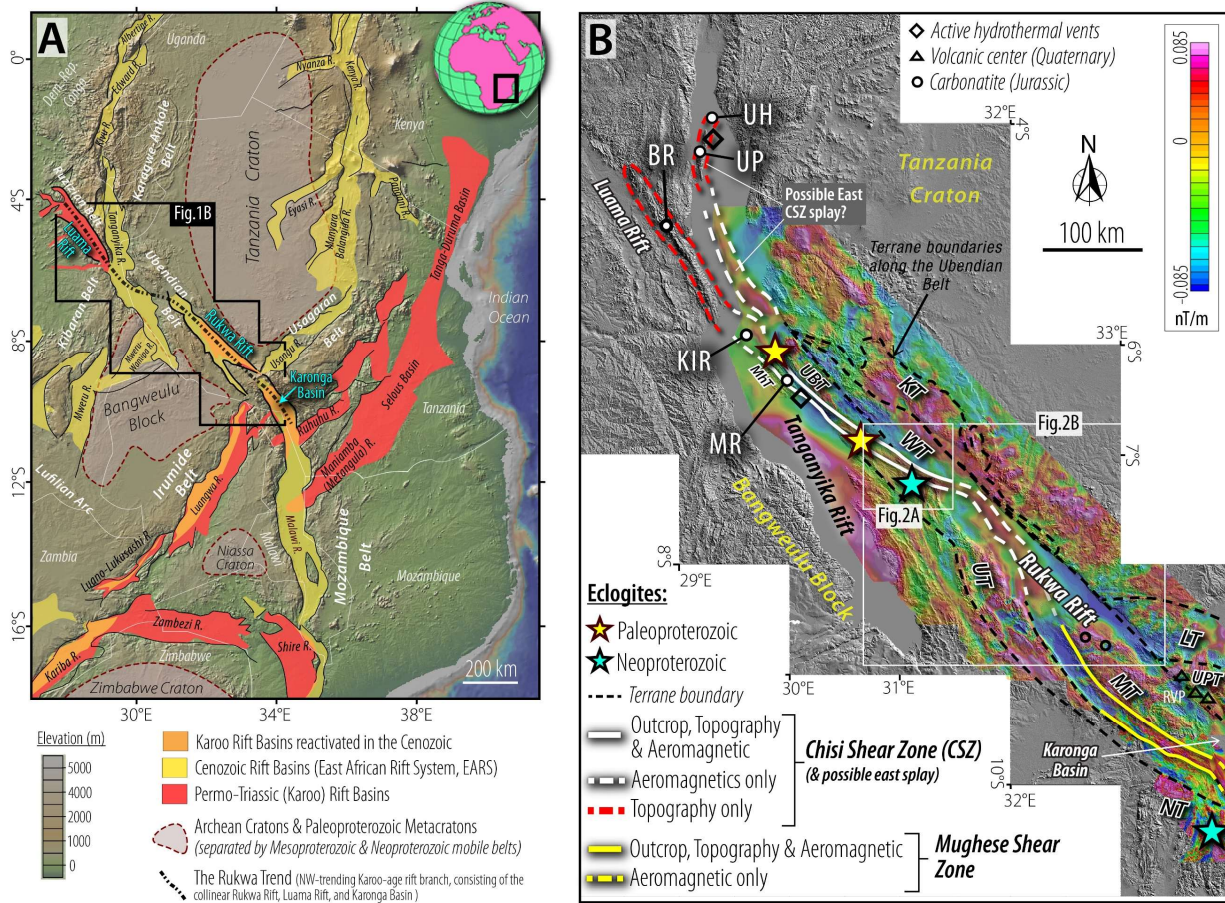 A
0°
4°S
8°S
12°S
16°S
30°E
34°E
38°E
Albertine R.
Uganda
Dem. Rep.
Congo
Edward R.
Kivu R.
Karagwe-Ankole
Belt
Nyanza R.
Kenya R.
Kenya
Tanzania Craton
Eyasi R.
Pangani R.
Manyara
Balangida R.
Tanga-Duruma Basin
Fig.1B
Luama
Rift
Tanganyika R.
Ubendian
Belt
Kibaran Belt
Rukwa Rift
Usagaran
Belt
Usangu R.
Indian
Ocean
Mweru R.
Bangweulu
Block
Karonga
Basin
Ruhuhu R.
Selous Basin
Tanzania
Maniamba
(Metangula) R.
Lufilian Arc
Irumide
Belt
Luangwa R.
Malawi R.
Malawi
Mozambique
Belt
Zambia
Niassa
Craton
Luano-Lukusashi R.
Mozambique
Zambezi R.
Shire R.
Kariba R.
Zimbabwe
Zimbabwe Craton
200 km
Elevation (m)
5000
4000
3000
2000
1000
0
Karoo Rift Basins reactivated in the Cenozoic
Cenozoic Rift Basins (East African Rift System, EARS)
Permo-Triassic (Karoo) Rift Basins
Archean Cratons & Paleoproterozoic Metacratons
(separated by Mesoproterozoic & Neoproterozoic mobile belts)
The Rukwa Trend (NW-trending Karoo-age rift branch, consisting of the
collinear Rukwa Rift, Luama Rift, and Karonga Basin )
B
Active hydrothermal vents
Volcanic center (Quaternary)
Carbonatite (Jurassic)
0.085
0
-0.085
nT/m
N
100 km
32°E
4°S
33°E
6°S
7°S
8°S
29°E
30°E
31°E
10°S
32°E
UH
UP
BR
Luama Rift
Possible East
CSZ splay?
Tanzania
Craton
Terrane boundaries
along the Ubendian
Belt
KIR
MhT
UBT
KT
MR
WT
Fig.2B
Tanganyika Rift
Fig.2A
Bangweulu Block
UiT
Rukwa Rift
LT
UPT
RVP
MiT
Karonga
Basin
NT
Eclogites:
Paleoproterozoic
Neoproterozoic
Terrane boundary
Outcrop, Topography
& Aeromagnetic
Aeromagnetics only
Topography only
Chisi Shear Zone (CSZ)
(& possible east splay)
Outcrop, Topography & Aeromagnetic
Aeromagnetic only
Mughese Shear
Zone